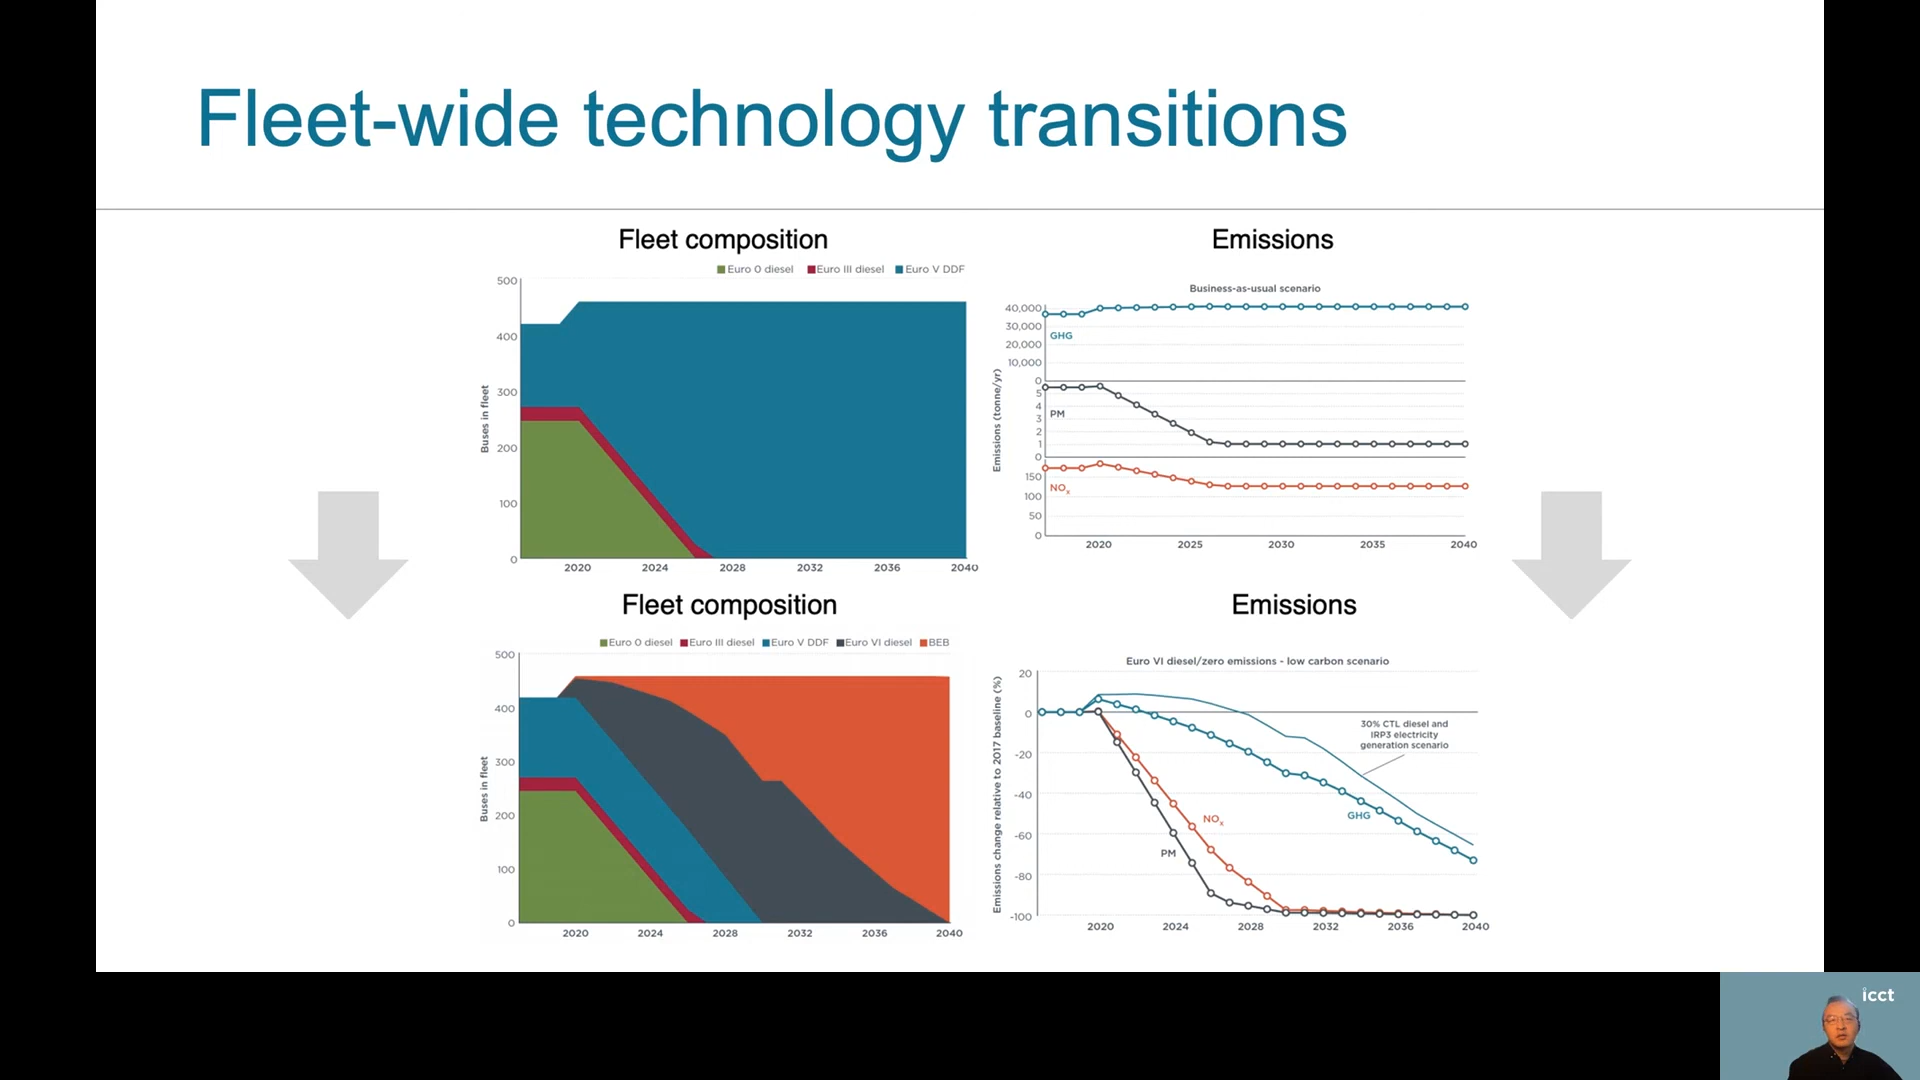 Fleet-wide technology transitions
Fleet composition
Euro 0 diesel Euro III diesel Euro V DDF
500
400
300
200
100
0
Buses in fleet
2020 2024 2028 2032 2036 2040
Emissions
Business-as-usual scenario
40,000
30,000
20,000
10,000
0
GHG
5
4
3
2
1
0
PM
150
100
50
0
NOx
Emissions (tonne/yr)
2020 2025 2030 2035 2040
Fleet composition
Euro 0 diesel Euro III diesel Euro V DDF Euro VI diesel BEB
500
400
300
200
100
0
Buses in fleet
2020 2024 2028 2032 2036 2040
Emissions
Euro VI diesel/zero emissions - low carbon scenario
20
0
-20
-40
-60
-80
-100
Emissions change relative to 2017 baseline (%)
30% CTL diesel and
IRP3 electricity
generation scenario
GHG
NOx
PM
2020 2024 2028 2032 2036 2040
icct